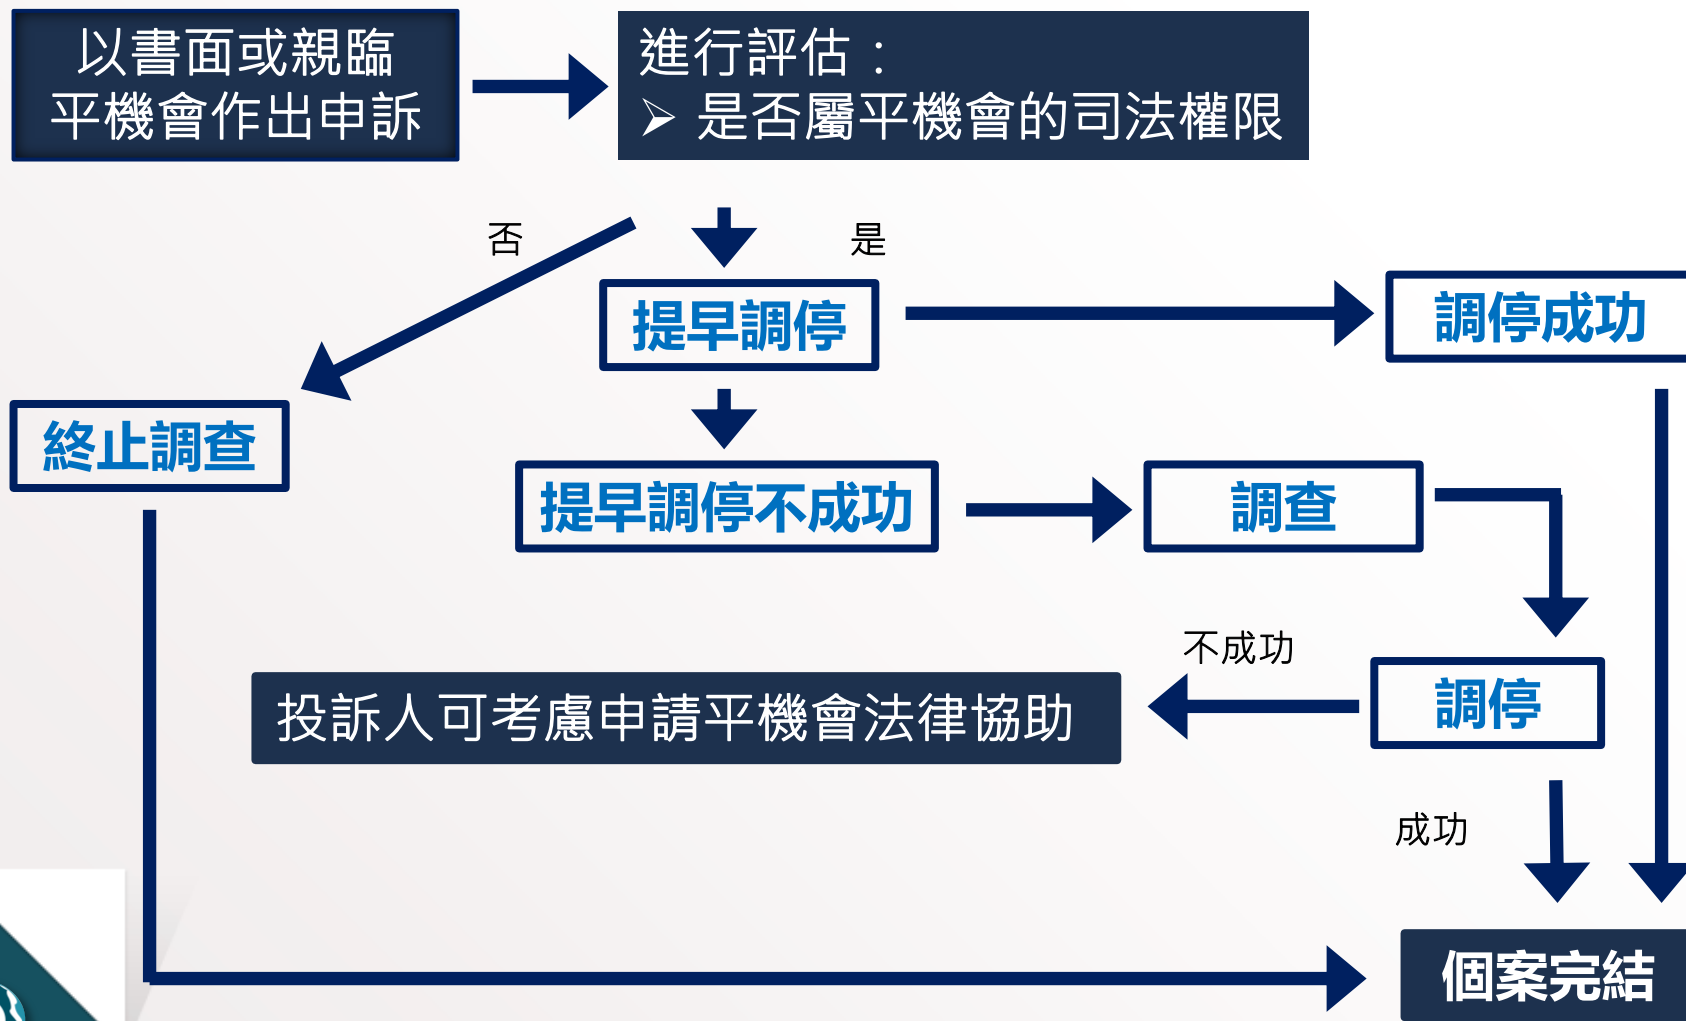 以書面或親臨
平機會作出申訴
進行評估：
➢ 是否屬平機會的司法權限
否
是
提早調停
調停成功
終止調查
提早調停不成功
調查
不成功
投訴人可考慮申請平機會法律協助
調停
成功
個案完結